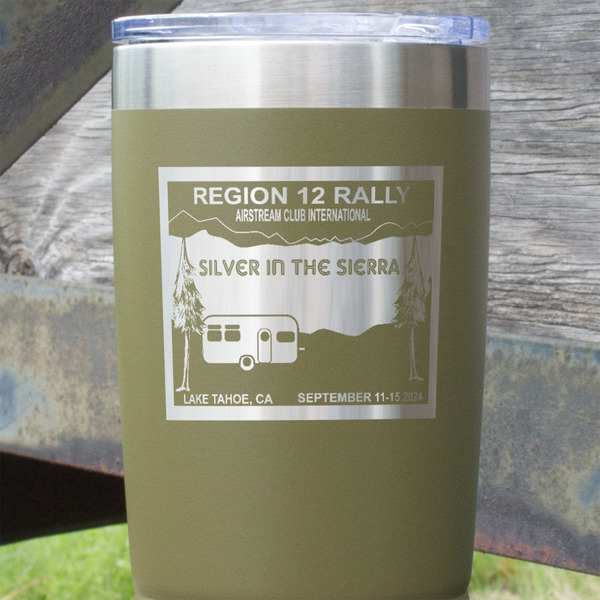 REGION 12 RALLY
AIRSTREAM CLUB INTERNATIONAL
SILVER IN THE SIERRA
LAKE TAHOE, CA SEPTEMBER 11-15 2024